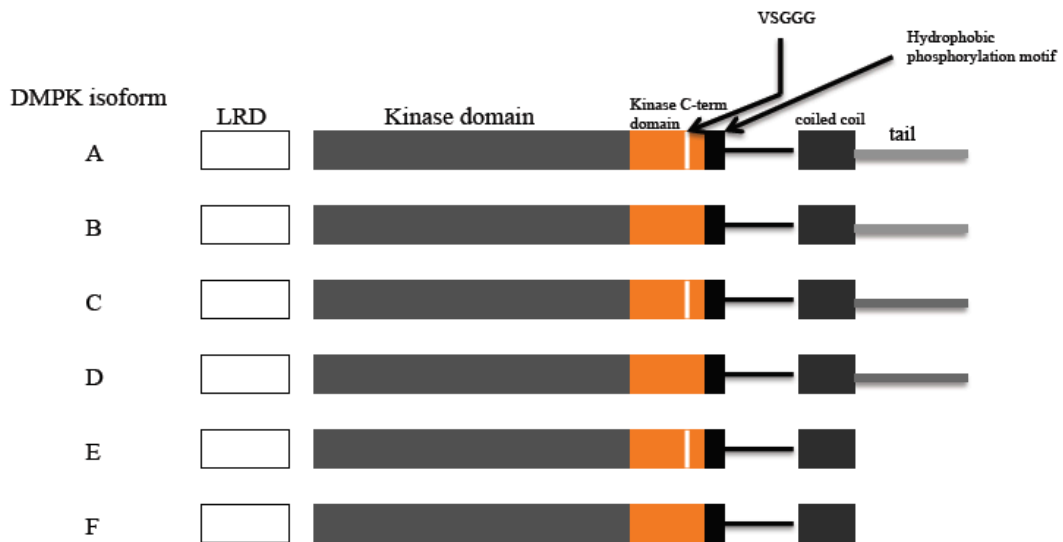 VSGGG
Hydrophobic
phosphorylation motif
DMPK isoform
LRD
Kinase domain
Kinase C-term
domain
coiled coil
tail
A
B
C
D
E
F